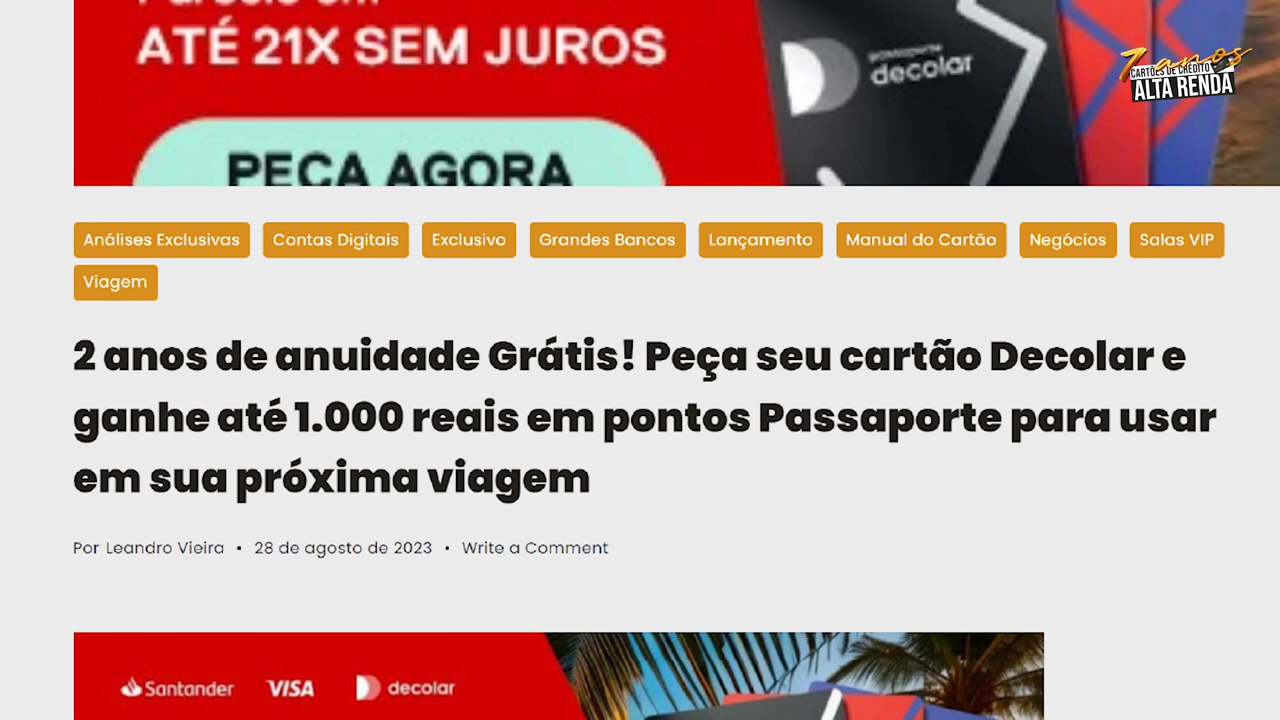 ATÉ 21X SEM JUROS
PEÇA AGORA
passaporte
decolar
7 anos
CARTÕES DE CRÉDITO
ALTA RENDA
Análises Exclusivas
Contas Digitais
Exclusivo
Grandes Bancos
Lançamento
Manual do Cartão
Negócios
Salas VIP
Viagem
2 anos de anuidade Grátis! Peça seu cartão Decolar e
ganhe até 1.000 reais em pontos Passaporte para usar
em sua próxima viagem
Por Leandro Vieira • 28 de agosto de 2023 • Write a Comment
Santander VISA decolar